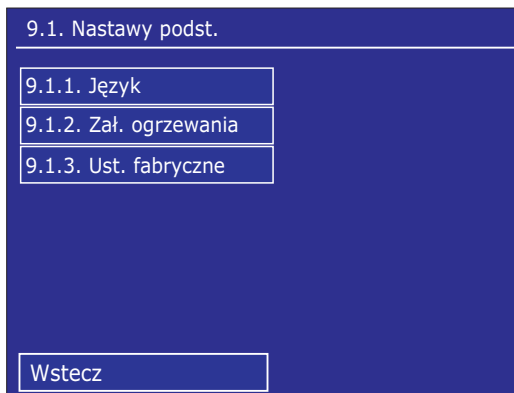 9.1. Nastawy podst.
9.1.1. Język
9.1.2. Zał. ogrzewania
9.1.3. Ust. fabryczne
Wstecz